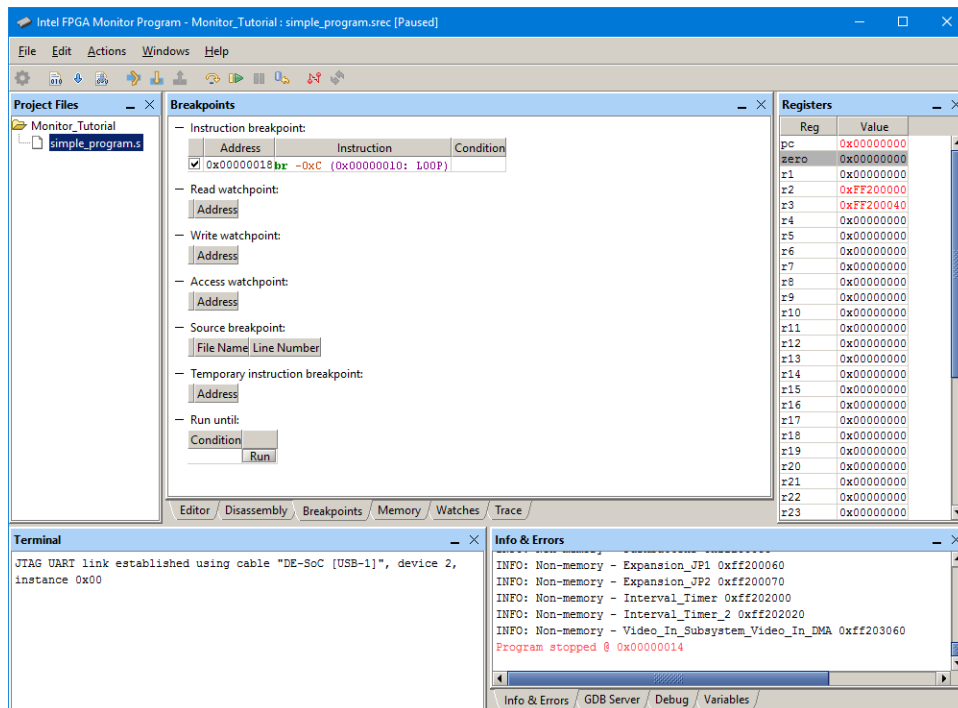 Intel FPGA Monitor Program - Monitor_Tutorial : simple_program.srec [Paused]
File Edit Actions Windows Help
Project Files
Monitor_Tutorial
simple_program.s
Breakpoints
Instruction breakpoint:
Address Instruction Condition
0x00000018 br -0xC (0x00000010: LOOP)
Read watchpoint:
Address
Write watchpoint:
Address
Access watchpoint:
Address
Source breakpoint:
File Name Line Number
Temporary instruction breakpoint:
Address
Run until:
Condition
Run
Editor Disassembly Breakpoints Memory Watches Trace
Registers
Reg Value
pc 0x00000000
zero 0x00000000
r1 0x00000000
r2 0xFF200000
r3 0xFF200040
r4 0x00000000
r5 0x00000000
r6 0x00000000
r7 0x00000000
r8 0x00000000
r9 0x00000000
r10 0x00000000
r11 0x00000000
r12 0x00000000
r13 0x00000000
r14 0x00000000
r15 0x00000000
r16 0x00000000
r17 0x00000000
r18 0x00000000
r19 0x00000000
r20 0x00000000
r21 0x00000000
r22 0x00000000
r23 0x00000000
Terminal
JTAG UART link established using cable "DE-SoC [USB-1]", device 2,
instance 0x00
Info & Errors
INFO: Non-memory - Expansion_JP1 0xff200060
INFO: Non-memory - Expansion_JP2 0xff200070
INFO: Non-memory - Interval_Timer 0xff202000
INFO: Non-memory - Interval_Timer_2 0xff202020
INFO: Non-memory - Video_In_Subsystem_Video_In_DMA 0xff203060
Program stopped @ 0x00000014
Info & Errors GDB Server Debug Variables